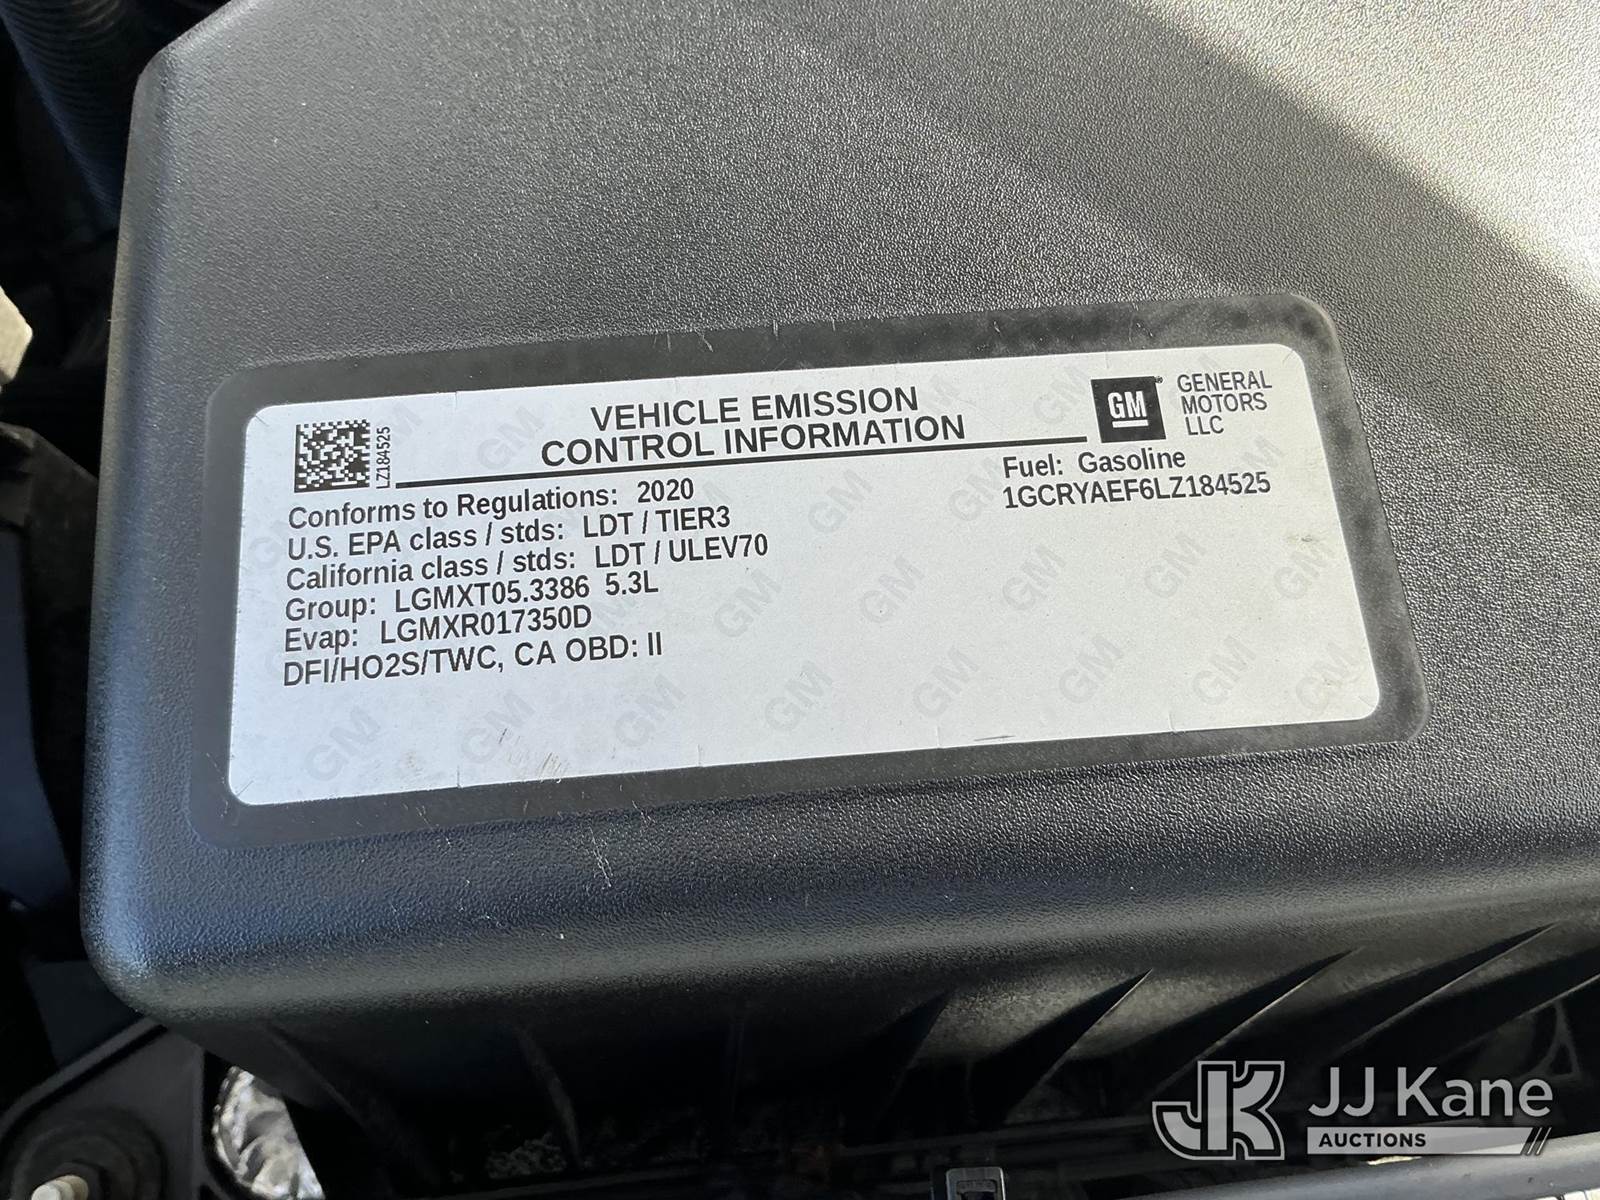 VEHICLE EMISSION
CONTROL INFORMATION
LZ184525
GM
GENERAL
MOTORS
LLC
Conforms to Regulations: 2020
U.S. EPA class / stds: LDT / TIER3
California class / stds: LDT / ULEV70
Group: LGMXT05.3386 5.3L
Evap: LGMXR017350D
DFI/HO2S/TWC, CA OBD: II
Fuel: Gasoline
1GCRYAEF6LZ184525
JK JJ Kane
AUCTIONS